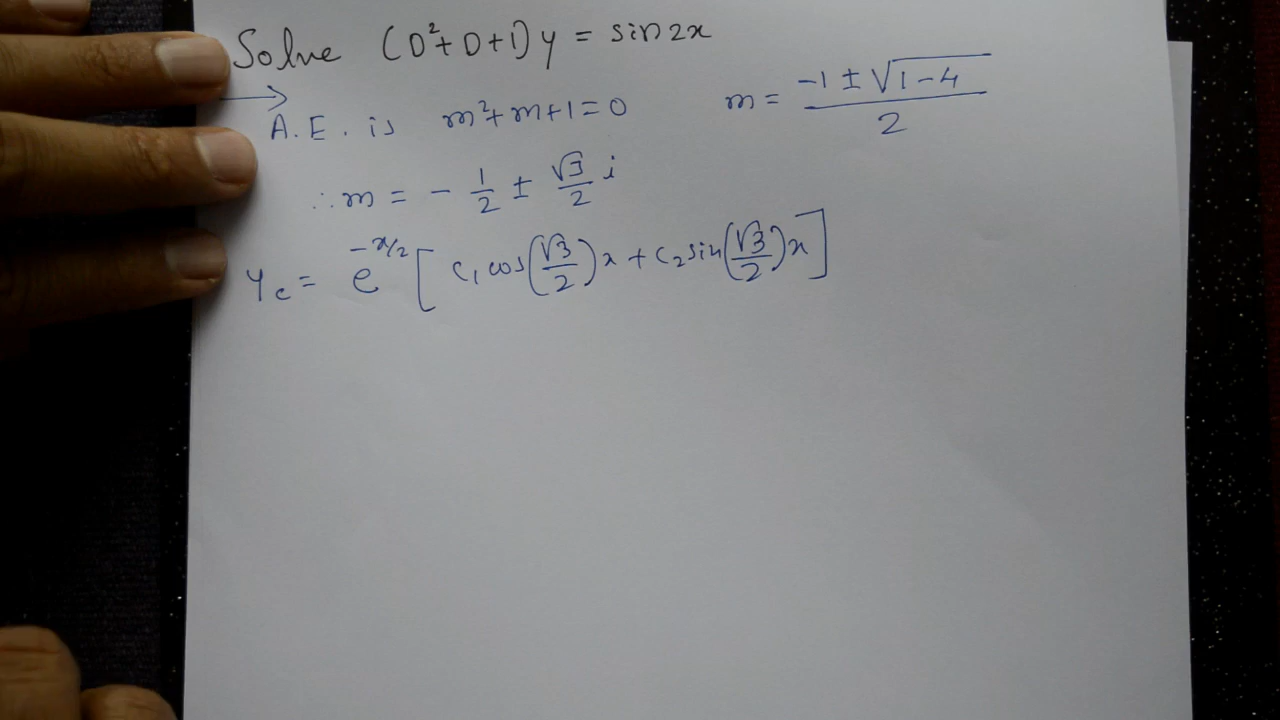 Solve (D²+D+1)y = sin2x
→
A.E. is m²+m+1=0 m = (-1 ± √(1-4))/2
∴ m = - 1/2 ± √3/2 i
y_c = e^(-x/2) [ c₁cos(√3/2)x + c₂sin(√3/2)x ]